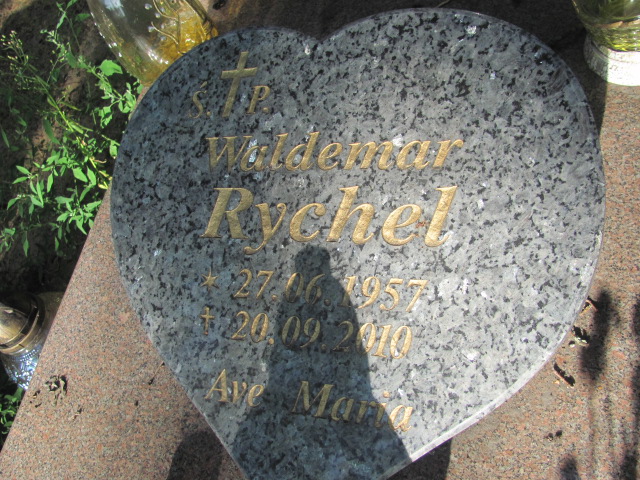 Ś. † P.
Waldemar
Rychel
* 27.06.1957
† 20.09.2010
Ave Maria